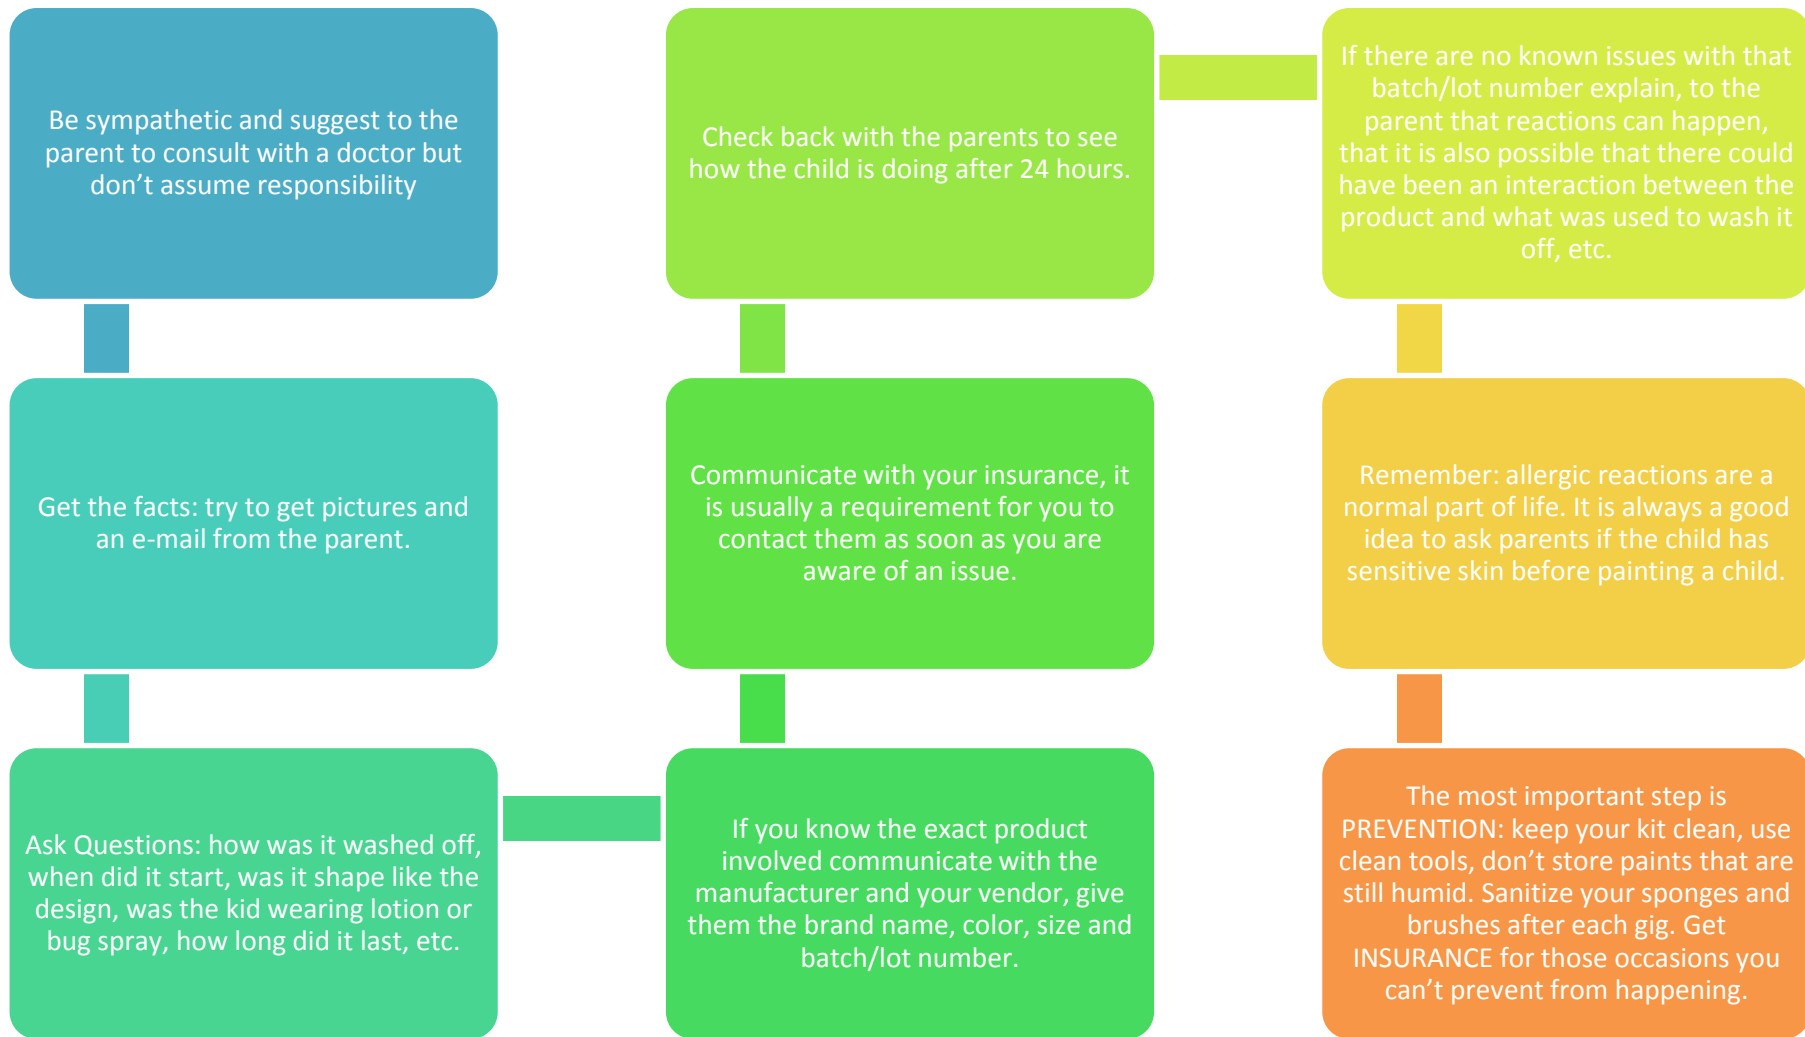 Be sympathetic and suggest to the
parent to consult with a doctor but
don’t assume responsibility
Get the facts: try to get pictures and
an e-mail from the parent.
Ask Questions: how was it washed off,
when did it start, was it shape like the
design, was the kid wearing lotion or
bug spray, how long did it last, etc.
If you know the exact product
involved communicate with the
manufacturer and your vendor, give
them the brand name, color, size and
batch/lot number.
Communicate with your insurance, it
is usually a requirement for you to
contact them as soon as you are
aware of an issue.
Check back with the parents to see
how the child is doing after 24 hours.
If there are no known issues with that
batch/lot number explain, to the
parent that reactions can happen,
that it is also possible that there could
have been an interaction between the
product and what was used to wash it
off, etc.
Remember: allergic reactions are a
normal part of life. It is always a good
idea to ask parents if the child has
sensitive skin before painting a child.
The most important step is
PREVENTION: keep your kit clean, use
clean tools, don’t store paints that are
still humid. Sanitize your sponges and
brushes after each gig. Get
INSURANCE for those occasions you
can’t prevent from happening.